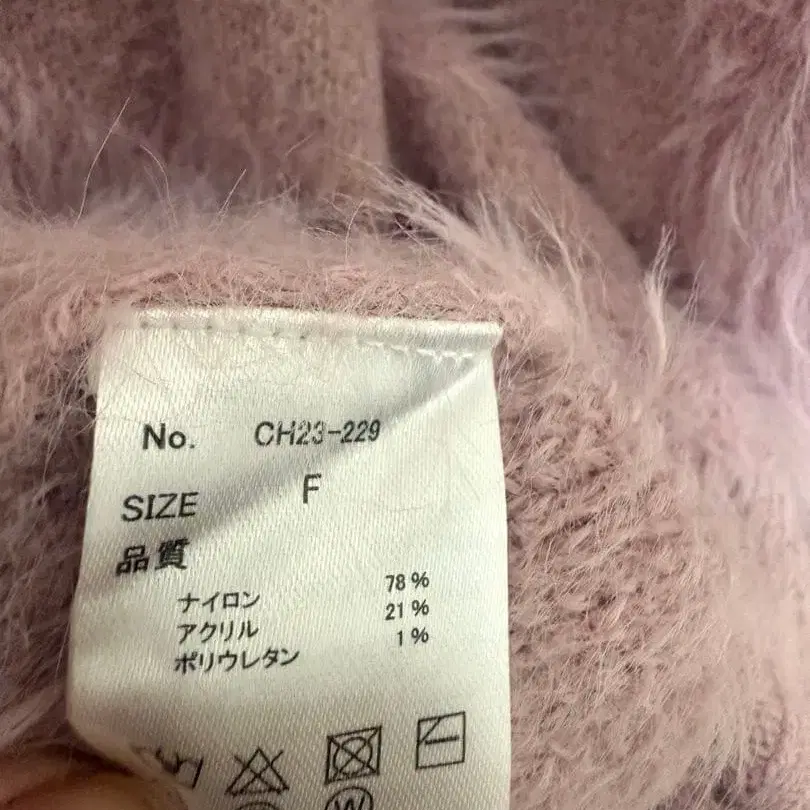 No. CH23-229
SIZE F
品質
ナイロン 78%
アクリル 21%
ポリウレタン 1%
W